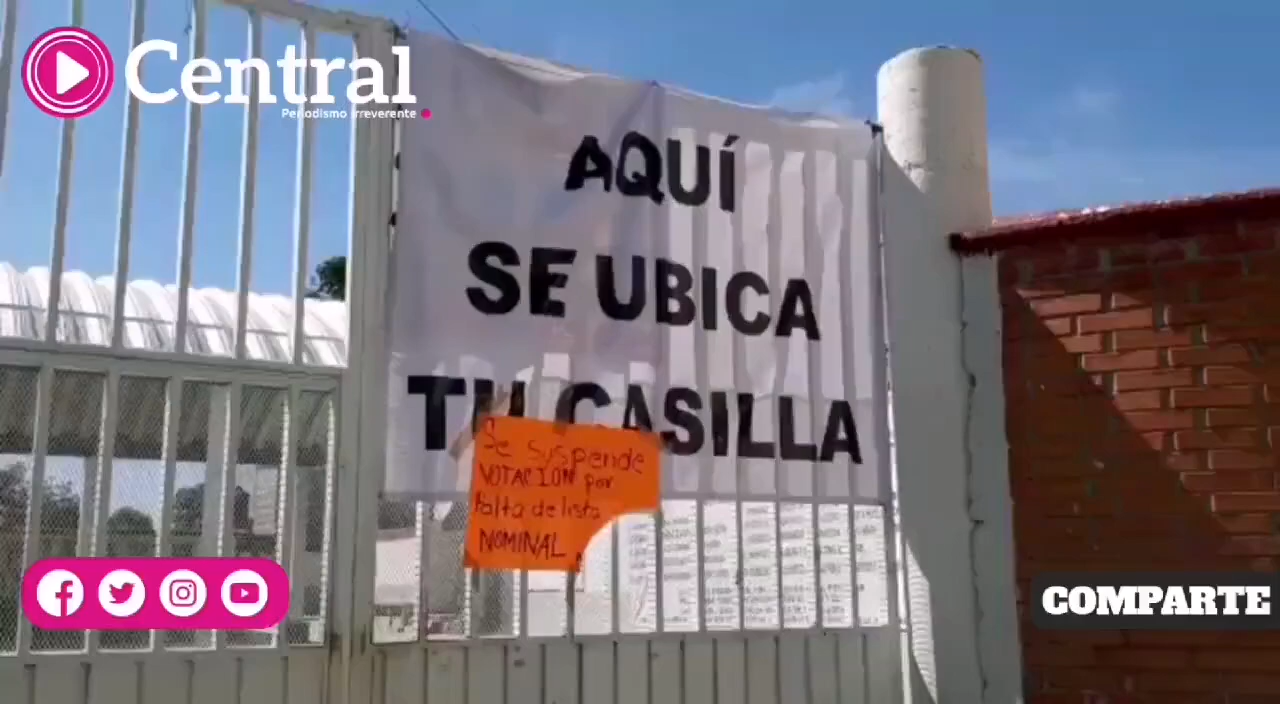 Central
Periodismo irreverente
AQUÍ
SE UBICA
TU CASILLA
Se suspende
VOTACION por
falta de lista
NOMINAL
COMPARTE